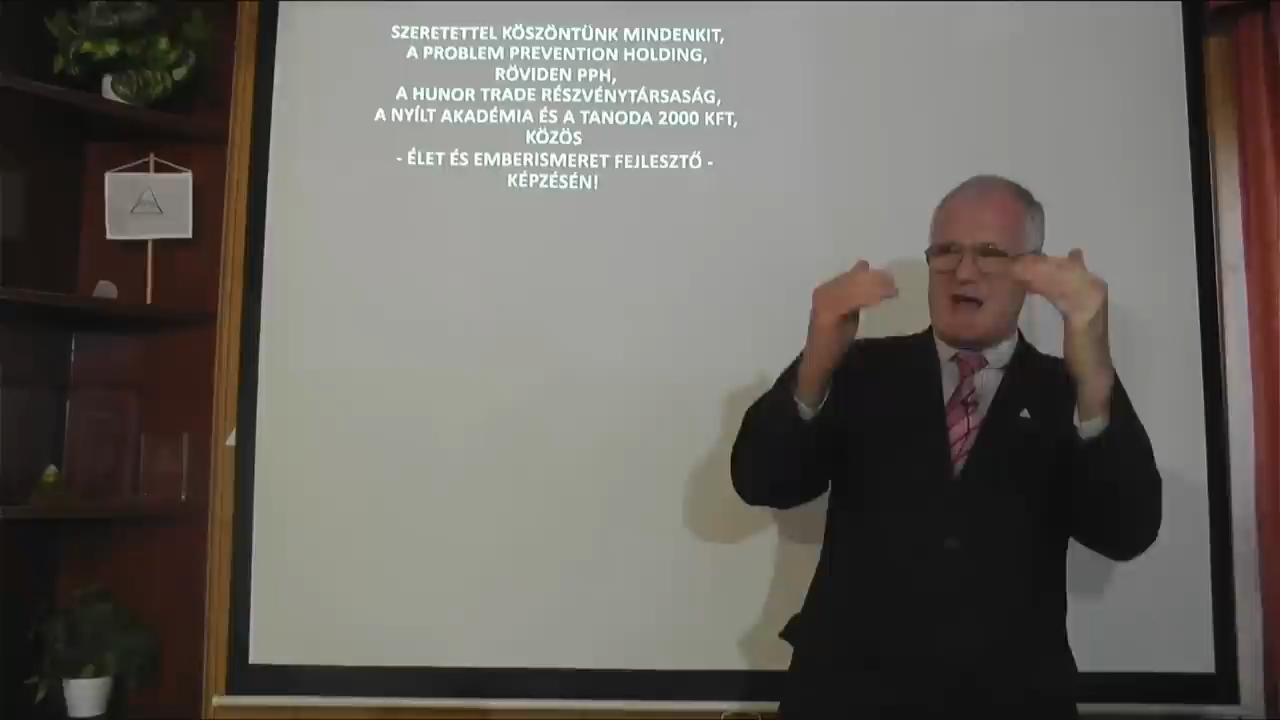 SZERETETTEL KÖSZÖNTÜNK MINDENKIT,
A PROBLEM PREVENTION HOLDING,
RÖVIDEN PPH,
A HUNOR TRADE RÉSZVÉNYTÁRSASÁG,
A NYÍLT AKADÉMIA ÉS A TANODA 2000 KFT,
KÖZÖS
- ÉLET ÉS EMBERISMERET FEJLESZTŐ -
KÉPZÉSÉN!